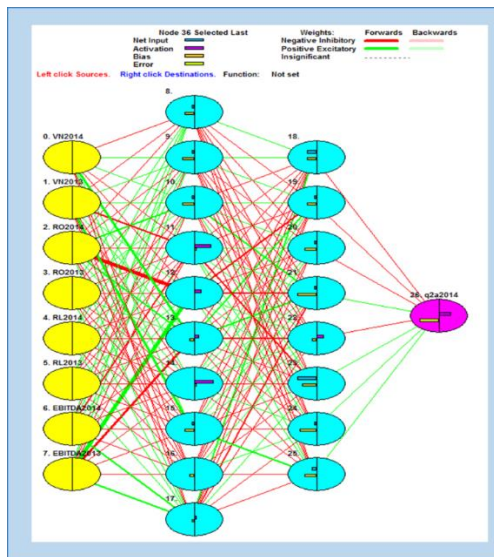 Node 36 Selected Last
Net Input
Activation
Bias
Error
Weights: Forwards Backwards
Negative Inhibitory
Positive Excitatory
Insignificant
Left click Sources. Right click Destinations. Function: Not set
8.
0. VN2014
9.
18.
1. VN2013
10.
19.
2. RO2014
11.
20.
3. RO2013
12.
21.
26. q2a2014
4. RL2014
13.
22.
5. RL2013
14.
23.
6. EBITDA2014
15.
24.
7. EBITDA2013
16.
25.
17.